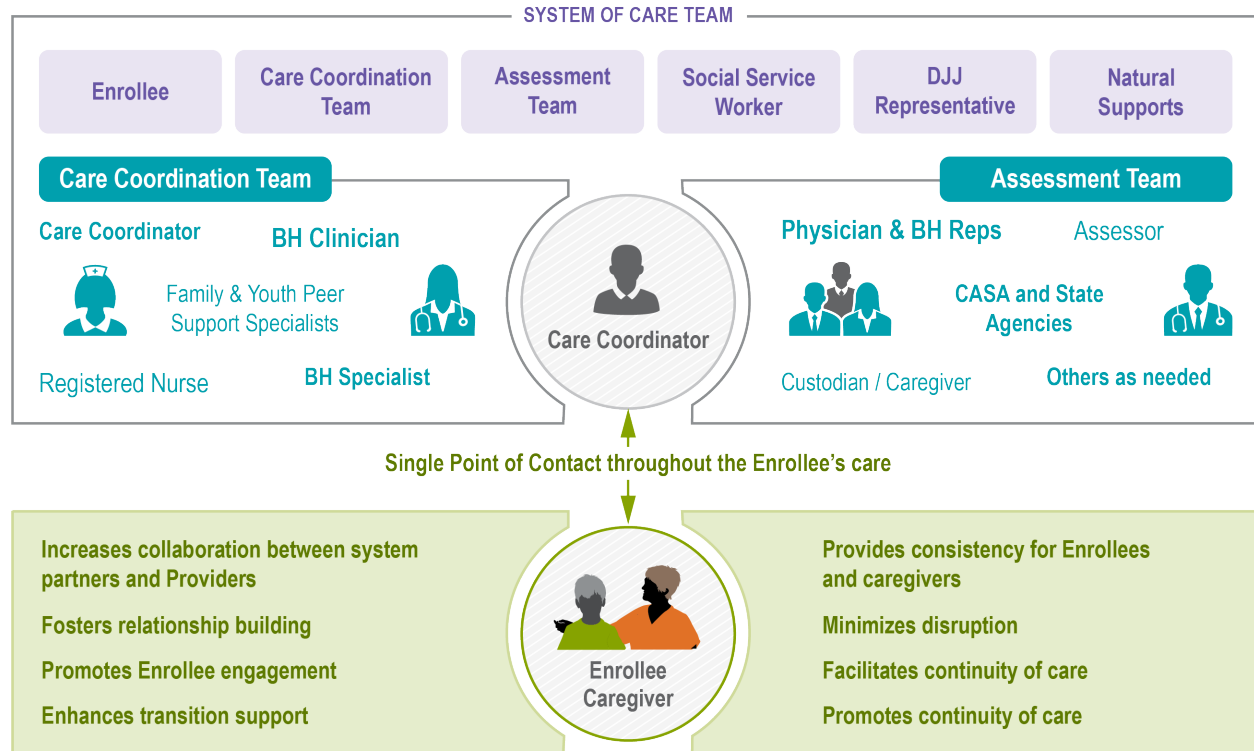 SYSTEM OF CARE TEAM
Enrollee
Care Coordination
Team
Assessment
Team
Social Service
Worker
DJJ
Representative
Natural
Supports
Care Coordination Team
Care Coordinator
BH Clinician
Family & Youth Peer
Support Specialists
Registered Nurse
BH Specialist
Care Coordinator
Assessment Team
Physician & BH Reps
Assessor
CASA and State
Agencies
Custodian / Caregiver
Others as needed
Single Point of Contact throughout the Enrollee’s care
Increases collaboration between system
partners and Providers
Fosters relationship building
Promotes Enrollee engagement
Enhances transition support
Enrollee
Caregiver
Provides consistency for Enrollees
and caregivers
Minimizes disruption
Facilitates continuity of care
Promotes continuity of care